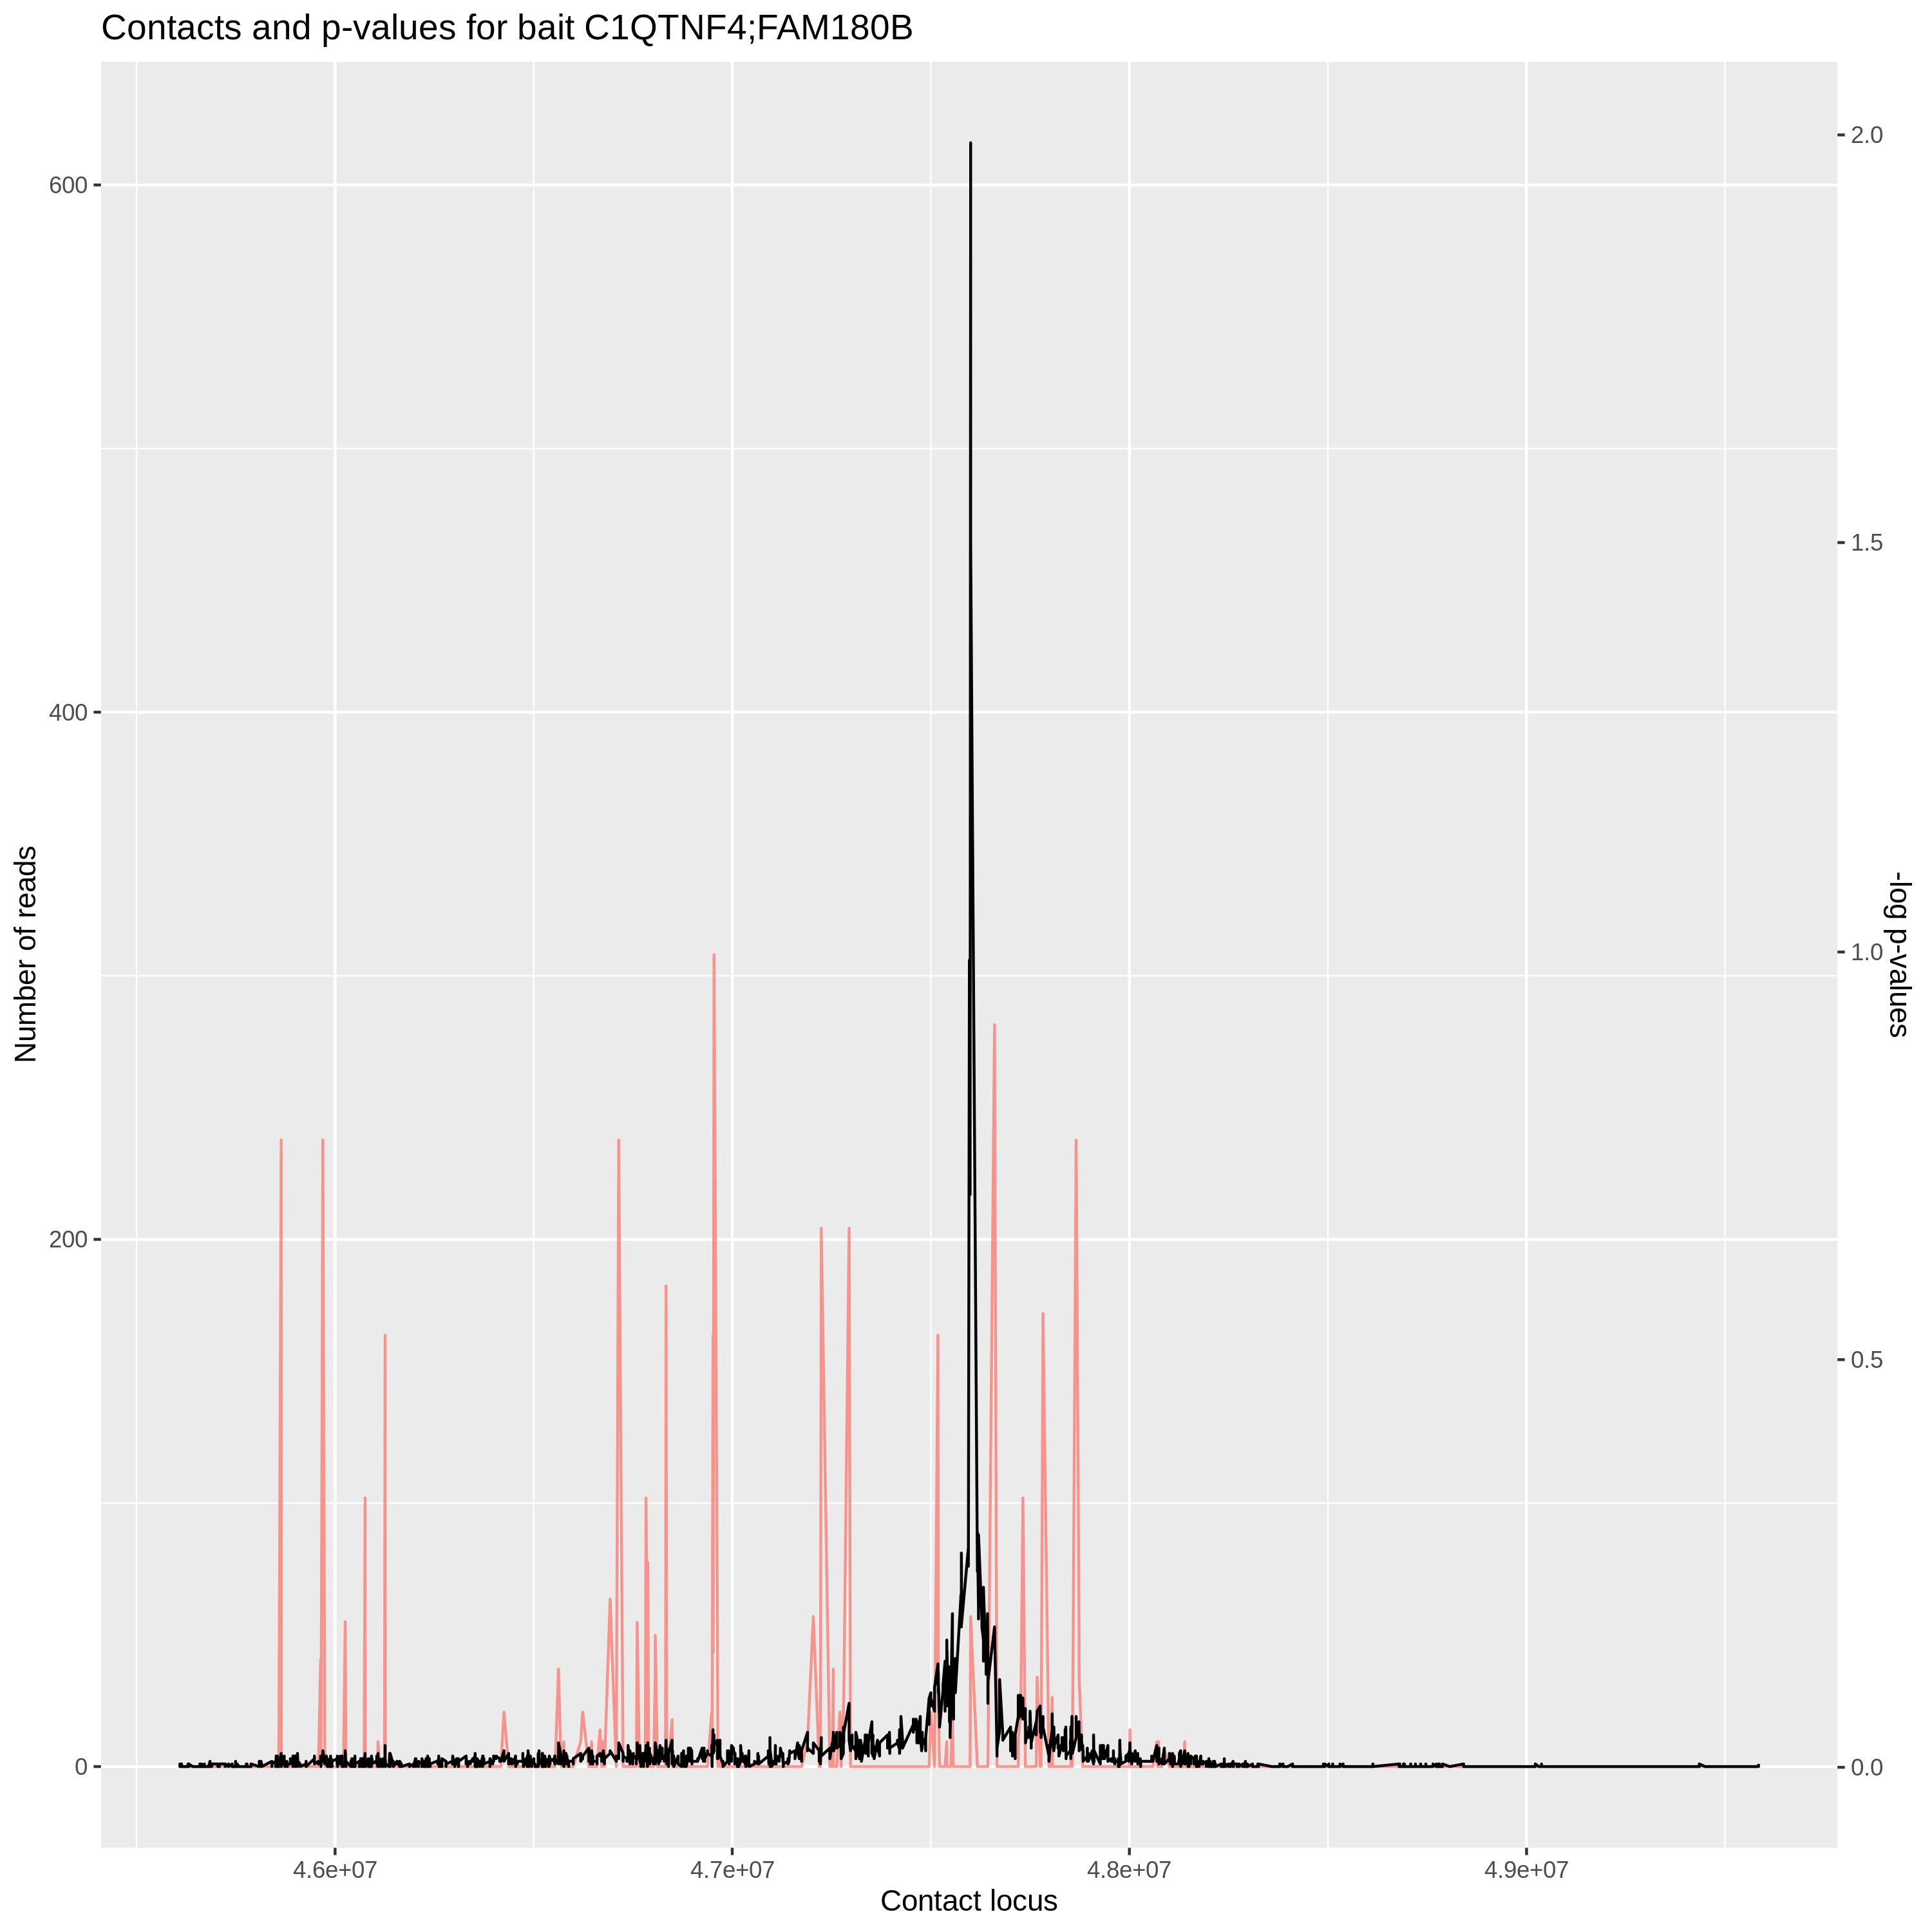 Contacts and p-values for bait C1QTNF4;FAM180B
600
400
200
0
Number of reads
2.0
1.5
1.0
0.5
0.0
-log p-values
4.6e+07 4.7e+07 4.8e+07 4.9e+07
Contact locus